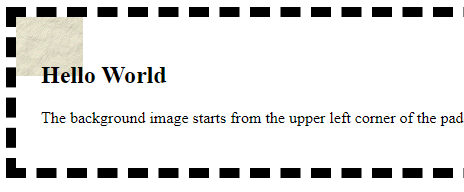 Hello World
The background image starts from the upper left corner of the pad